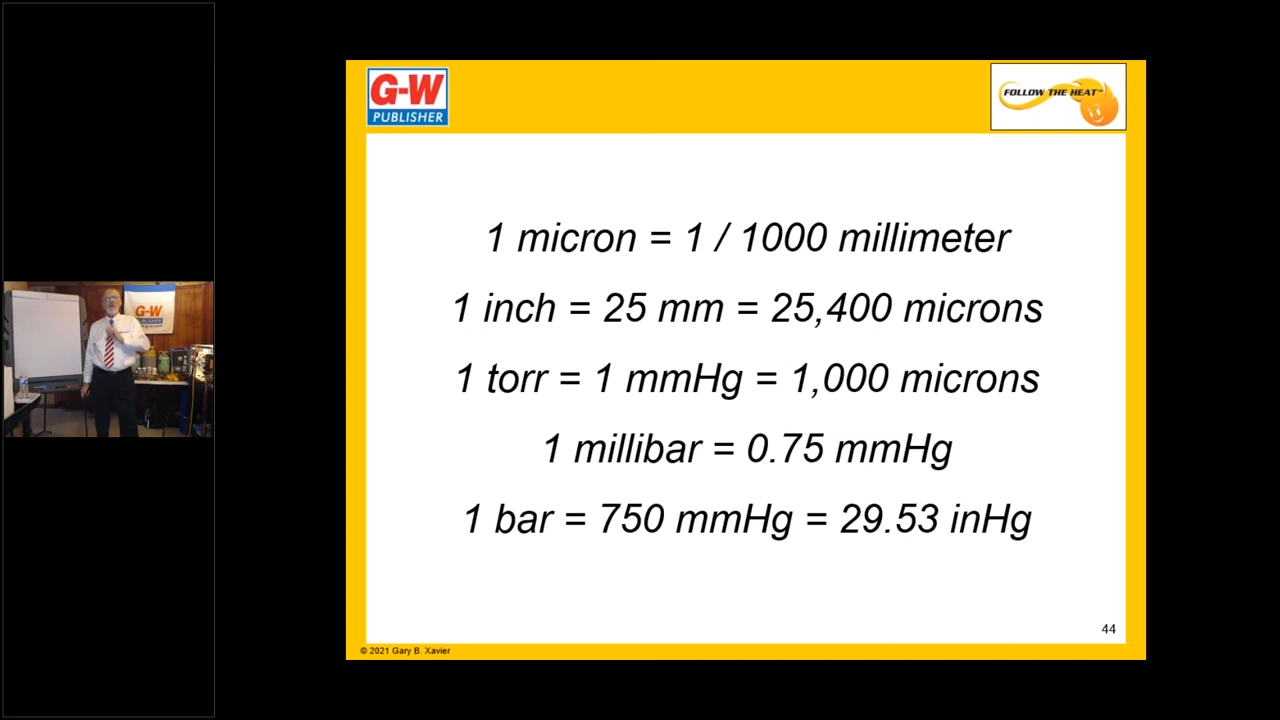 G-W
PUBLISHER
FOLLOW THE HEAT™
1 micron = 1 / 1000 millimeter
1 inch = 25 mm = 25,400 microns
1 torr = 1 mmHg = 1,000 microns
1 millibar = 0.75 mmHg
1 bar = 750 mmHg = 29.53 inHg
44
© 2021 Gary B. Xavier
G-W
PUBLISHER